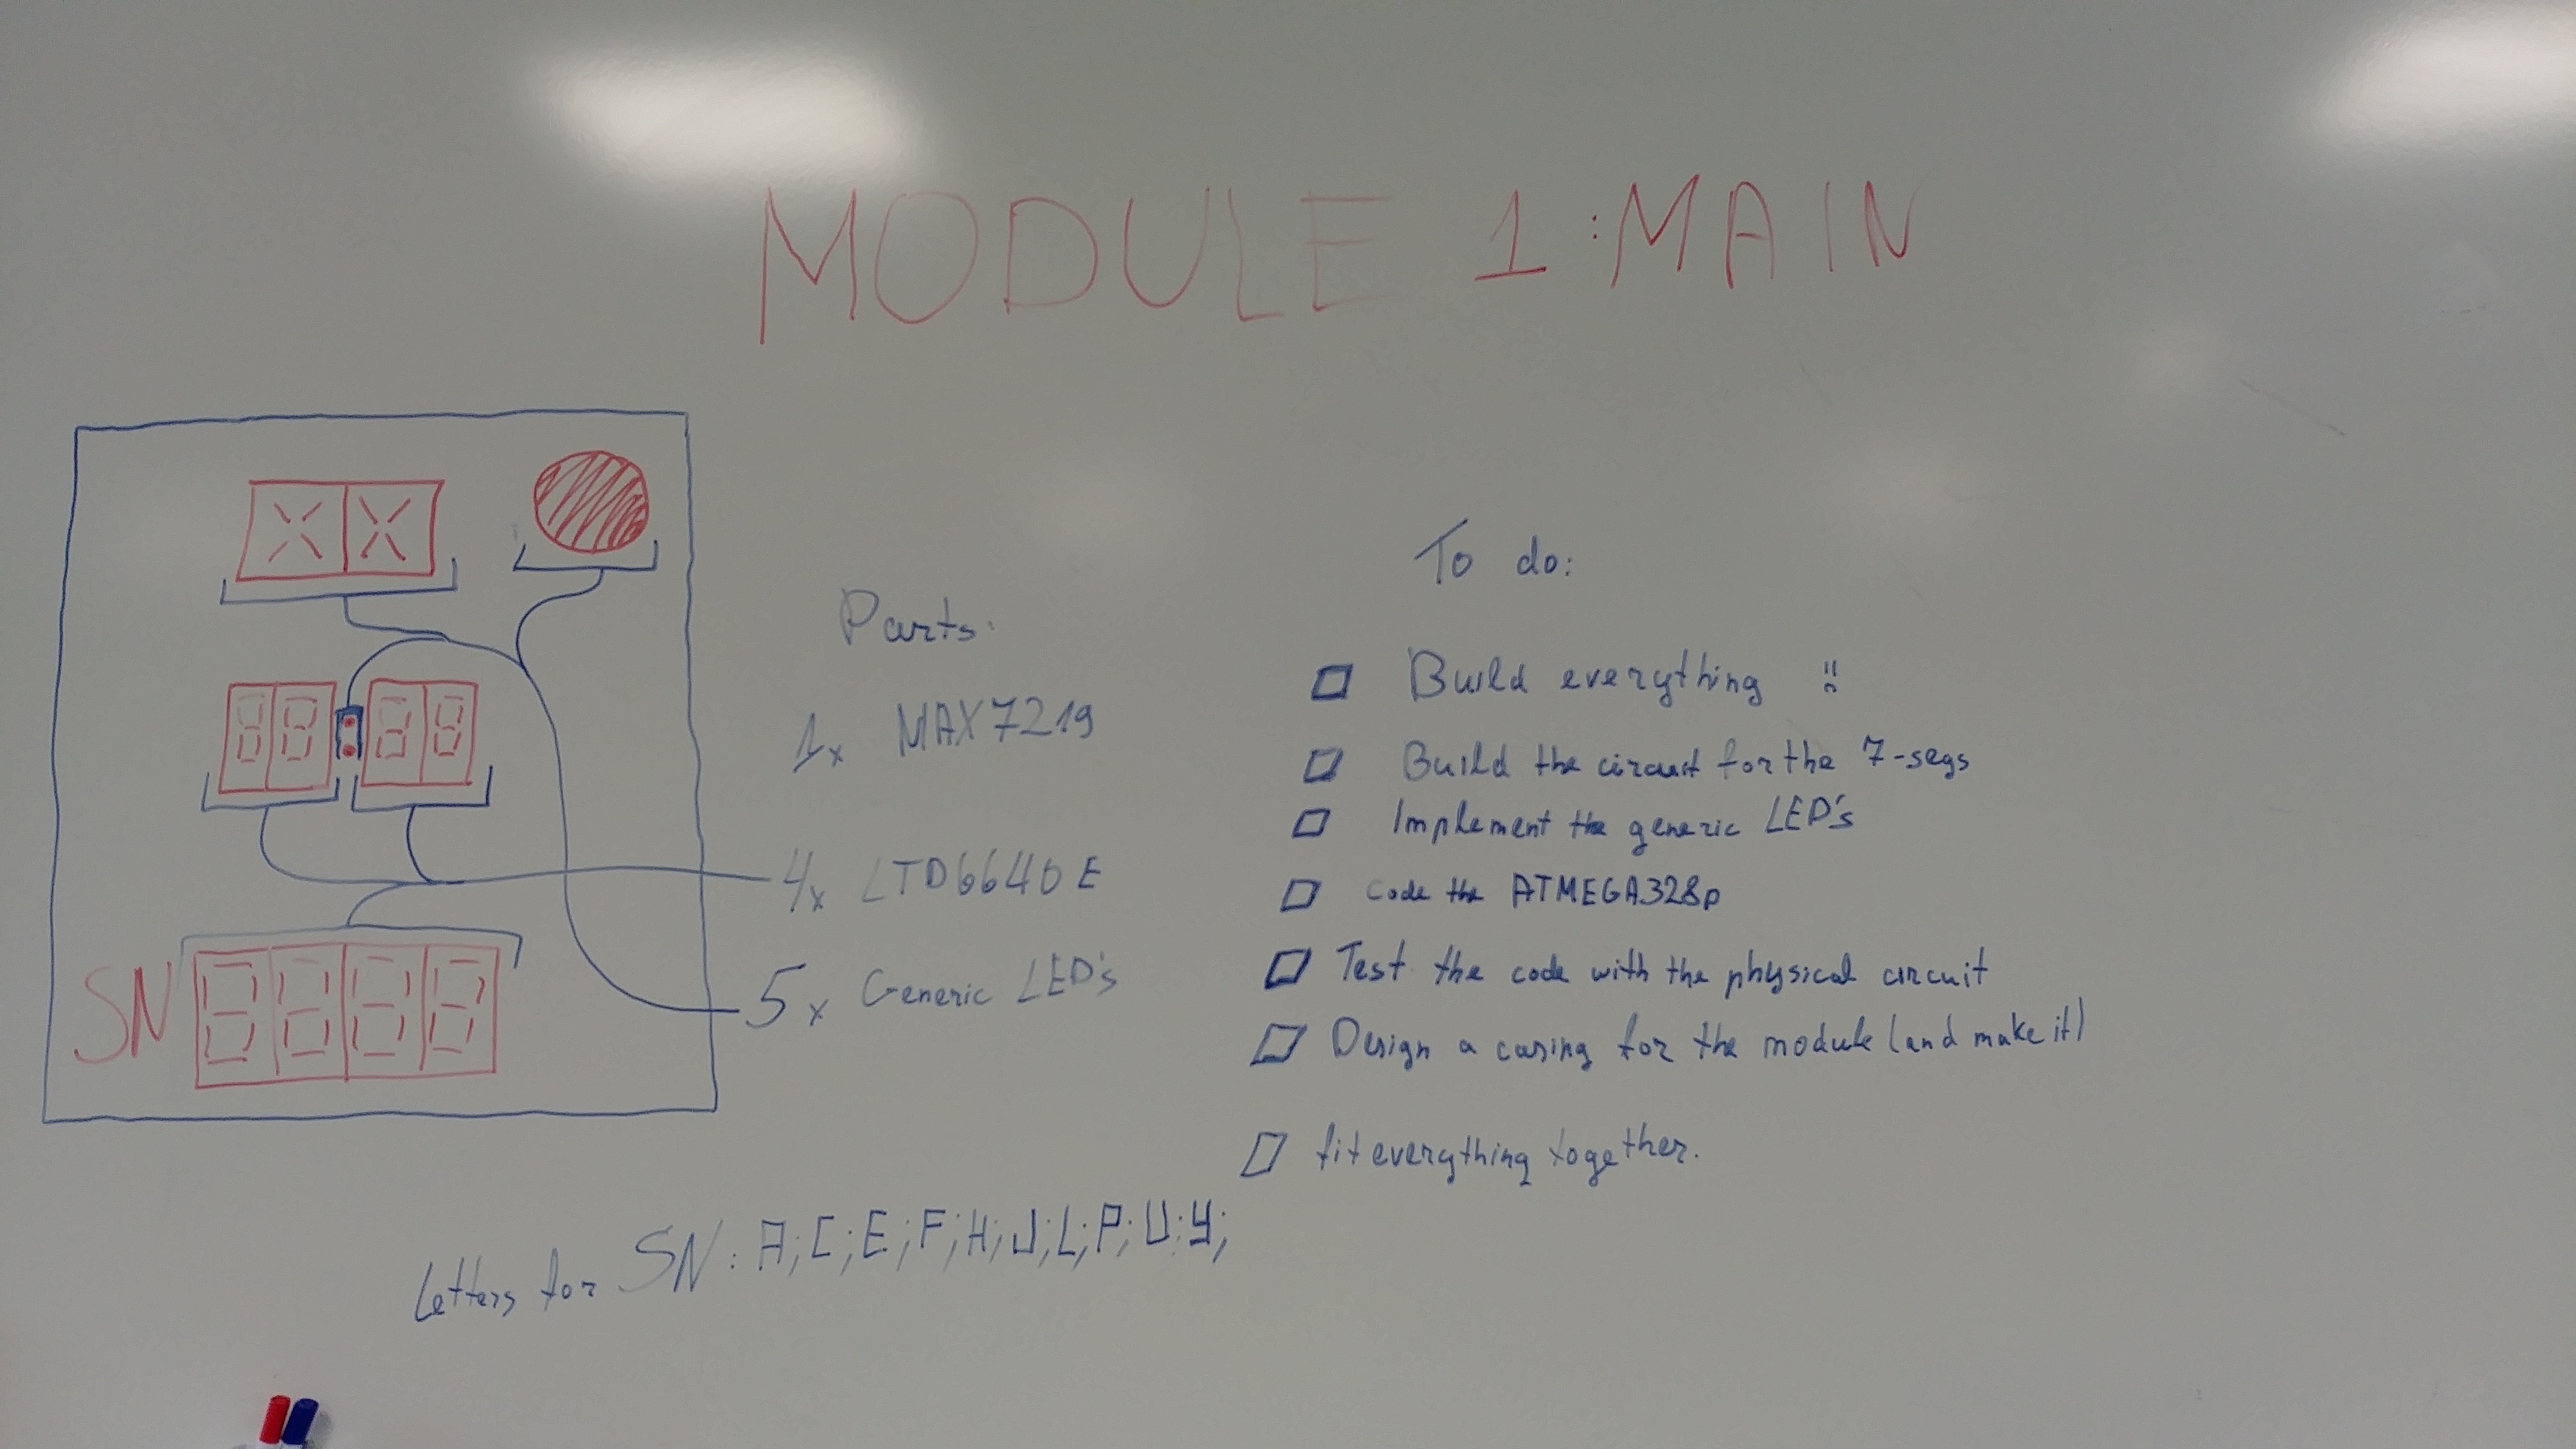 MODULE 1:MAIN
XX
SN
Parts:
1x MAX7219
4x LTD6640E
5x Generic LED's
To do:
Build everything
Build the circuit for the 7-segs
Implement the generic LED's
Code the ATMEGA328p
Test the code with the physical circuit
Design a casing for the module (and make it)
fit everything together.
Letters for SN: A; C; E; F; H; J; L; P; U; Y;